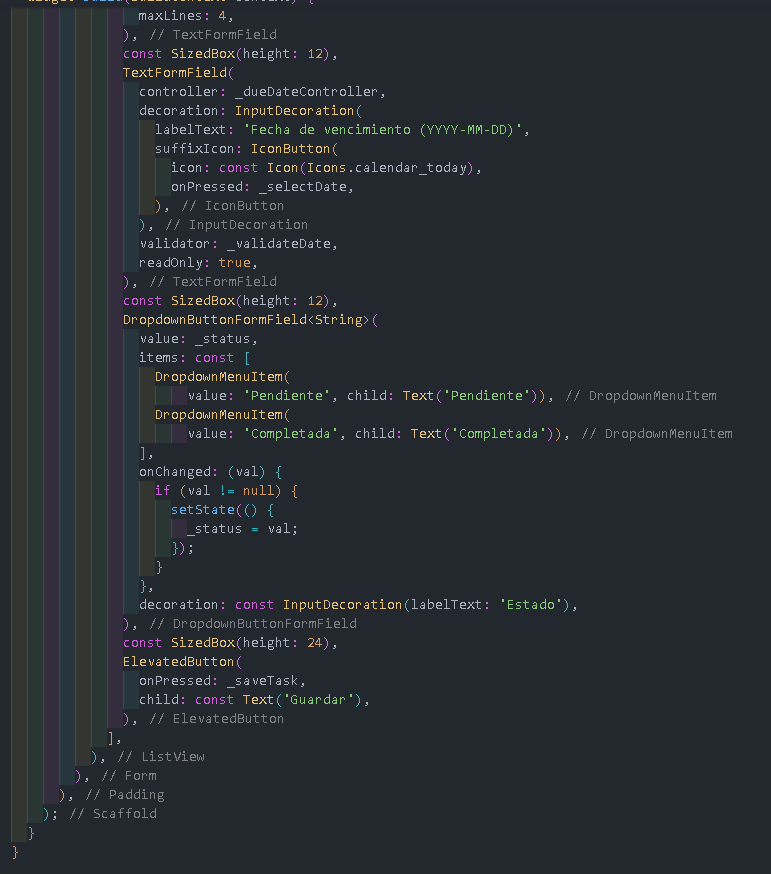 maxLines: 4,
), // TextFormField
const SizedBox(height: 12),
TextFormField(
controller: _dueDateController,
decoration: InputDecoration(
labelText: 'Fecha de vencimiento (YYYY-MM-DD)',
suffixIcon: IconButton(
icon: const Icon(Icons.calendar_today),
onPressed: _selectDate,
), // IconButton
), // InputDecoration
validator: _validateDate,
readOnly: true,
), // TextFormField
const SizedBox(height: 12),
DropdownButtonFormField<String>(
value: _status,
items: const [
DropdownMenuItem(
value: 'Pendiente', child: Text('Pendiente')), // DropdownMenuItem
DropdownMenuItem(
value: 'Completada', child: Text('Completada')), // DropdownMenuItem
],
onChanged: (val) {
if (val != null) {
setState(() {
_status = val;
});
}
},
decoration: const InputDecoration(labelText: 'Estado'),
), // DropdownButtonFormField
const SizedBox(height: 24),
ElevatedButton(
onPressed: _saveTask,
child: const Text('Guardar'),
), // ElevatedButton
],
), // ListView
), // Form
), // Padding
); // Scaffold
}
}